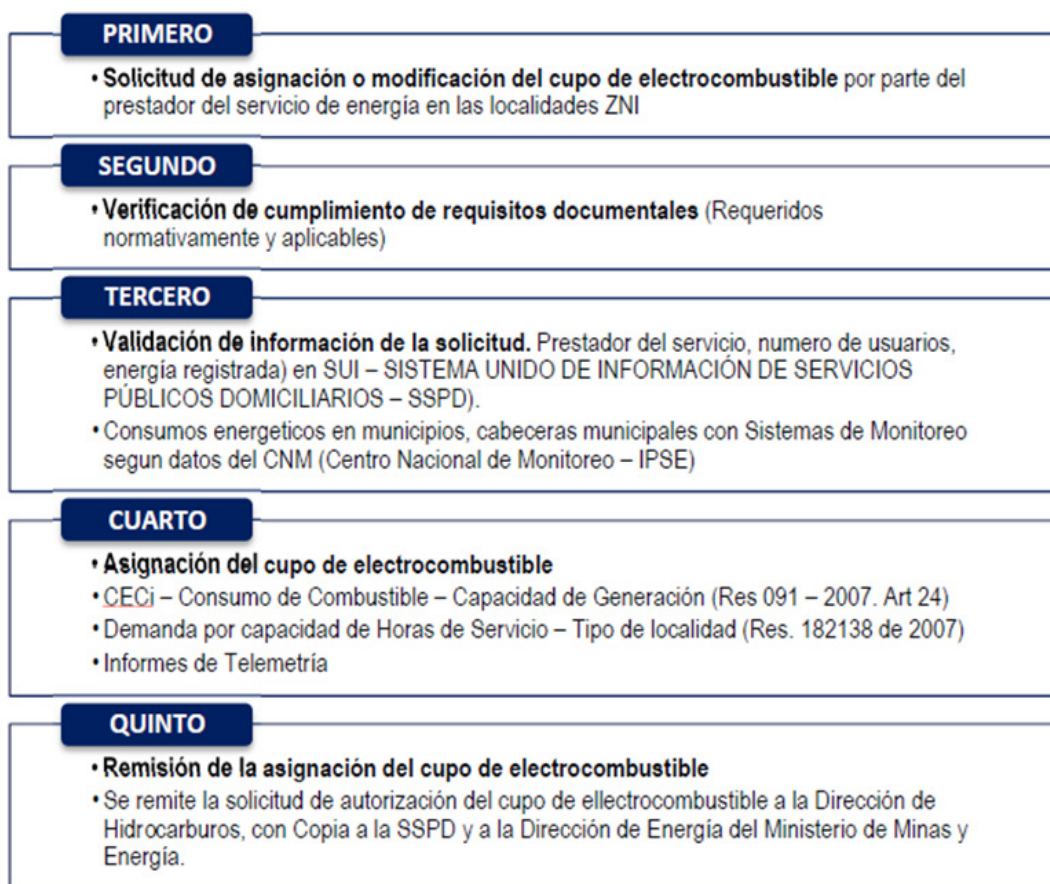 PRIMERO
• Solicitud de asignación o modificación del cupo de electrocombustible por parte del
prestador del servicio de energía en las localidades ZNI
SEGUNDO
• Verificación de cumplimiento de requisitos documentales (Requeridos
normativamente y aplicables)
TERCERO
• Validación de información de la solicitud. Prestador del servicio, numero de usuarios,
energía registrada) en SUI – SISTEMA UNIDO DE INFORMACIÓN DE SERVICIOS
PÚBLICOS DOMICILIARIOS – SSPD).
• Consumos energeticos en municipios, cabeceras municipales con Sistemas de Monitoreo
segun datos del CNM (Centro Nacional de Monitoreo – IPSE)
CUARTO
• Asignación del cupo de electrocombustible
• CECi – Consumo de Combustible – Capacidad de Generación (Res 091 – 2007. Art 24)
• Demanda por capacidad de Horas de Servicio – Tipo de localidad (Res. 182138 de 2007)
• Informes de Telemetría
QUINTO
• Remisión de la asignación del cupo de electrocombustible
• Se remite la solicitud de autorización del cupo de ellectrocombustible a la Dirección de
Hidrocarburos, con Copia a la SSPD y a la Dirección de Energía del Ministerio de Minas y
Energía.